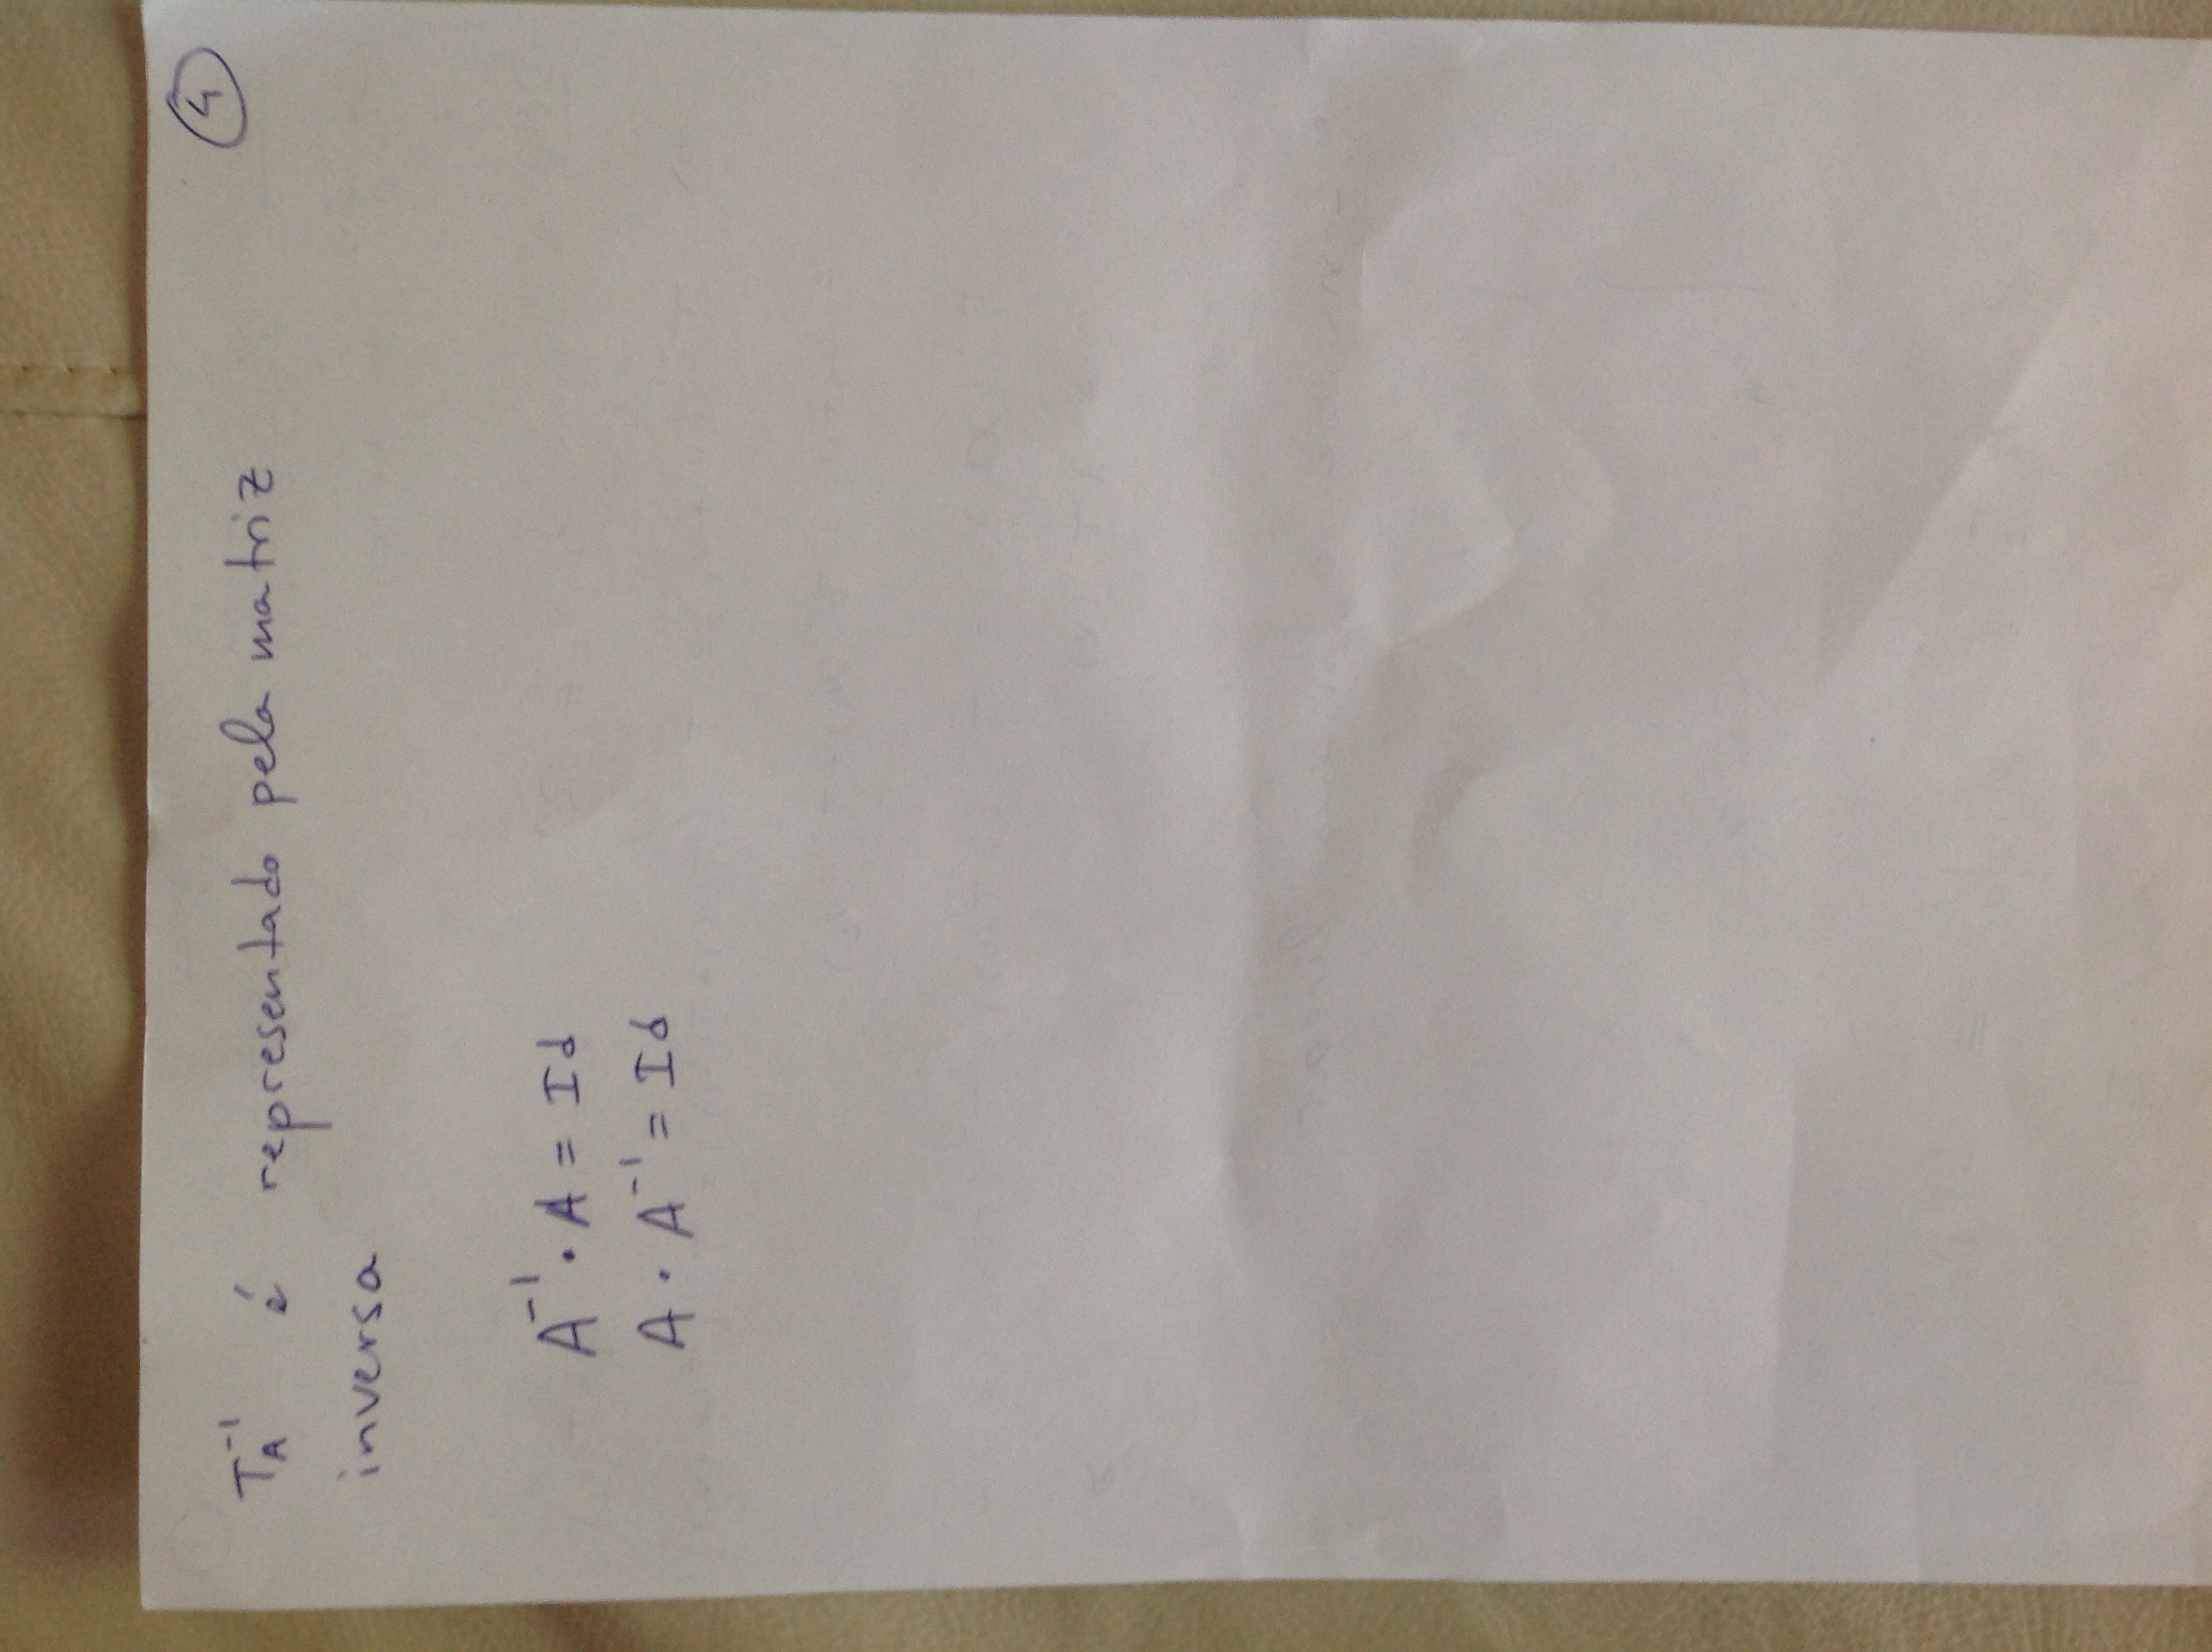 4
T_A^{-1} é representado pela matriz
inversa
A^{-1} · A = Id
A · A^{-1} = Id